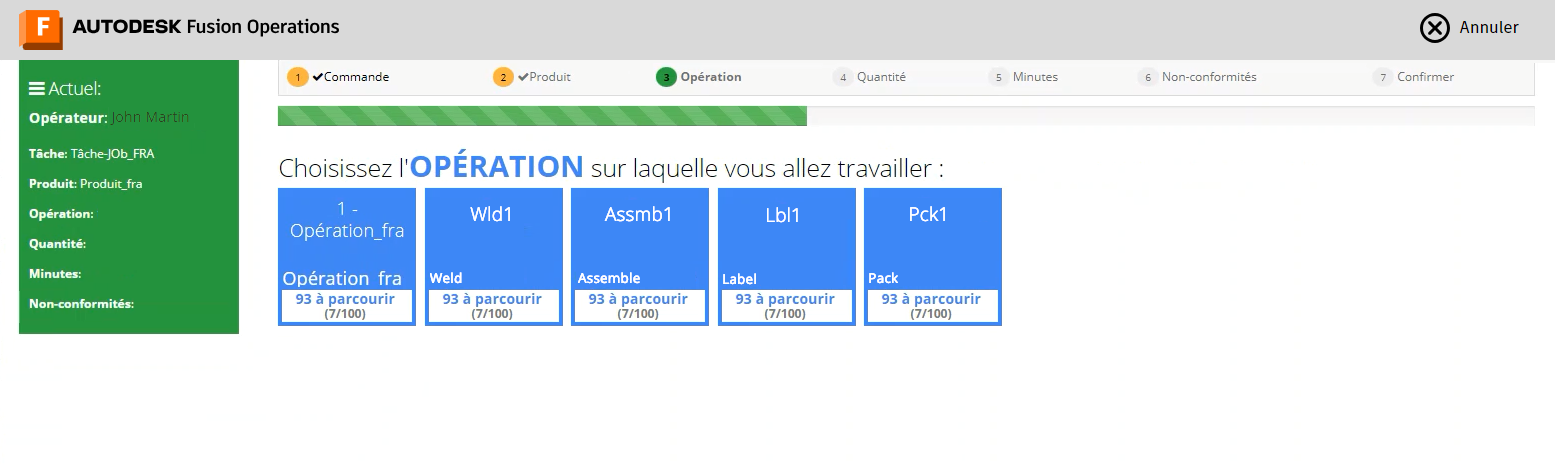 F AUTODESK Fusion Operations
Annuler
Actuel:
Opérateur: John Martin
Tâche: Tâche-JOb_FRA
Produit: Produit_fra
Opération:
Quantité:
Minutes:
Non-conformités:
1 Commande
2 Produit
3 Opération
4 Quantité
5 Minutes
6 Non-conformités
7 Confirmer
Choisissez l'OPÉRATION sur laquelle vous allez travailler :
1 -
Opération_fra
Opération_fra
93 à parcourir
(7/100)
Wld1
Weld
93 à parcourir
(7/100)
Assmb1
Assemble
93 à parcourir
(7/100)
Lbl1
Label
93 à parcourir
(7/100)
Pck1
Pack
93 à parcourir
(7/100)